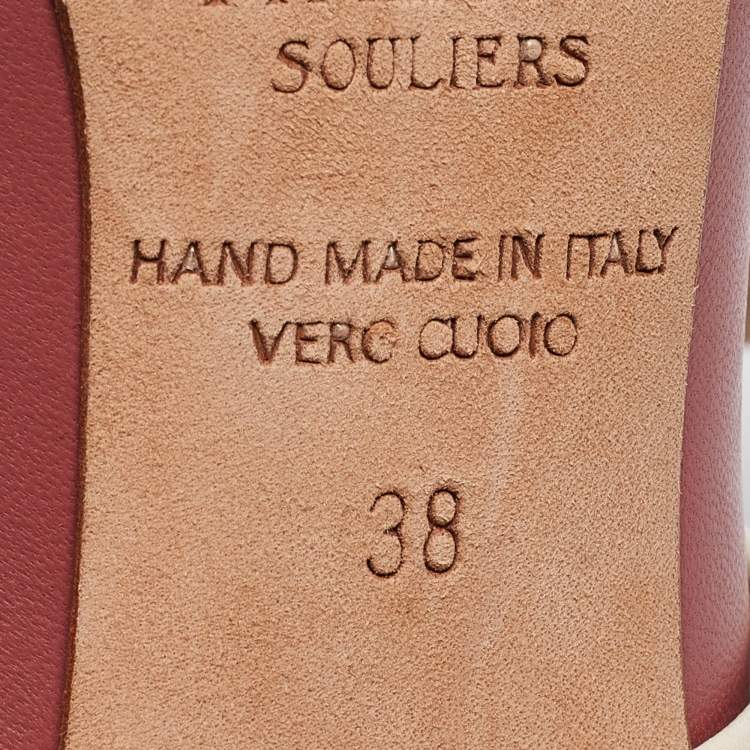 SOULIERS
HAND MADE IN ITALY
VERO CUOIO
38